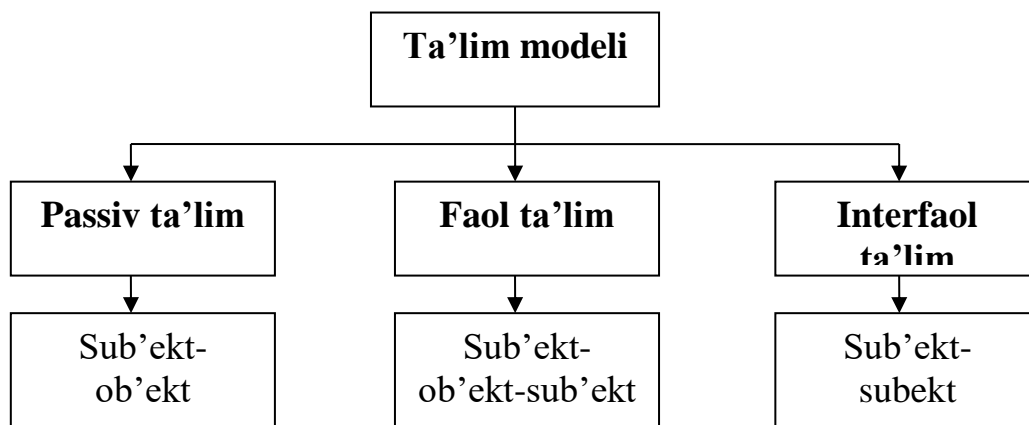 Ta’lim modeli
Passiv ta’lim
Faol ta’lim
Interfaol
ta’lim
Sub’ekt-
ob’ekt
Sub’ekt-
ob’ekt-sub’ekt
Sub’ekt-
subekt